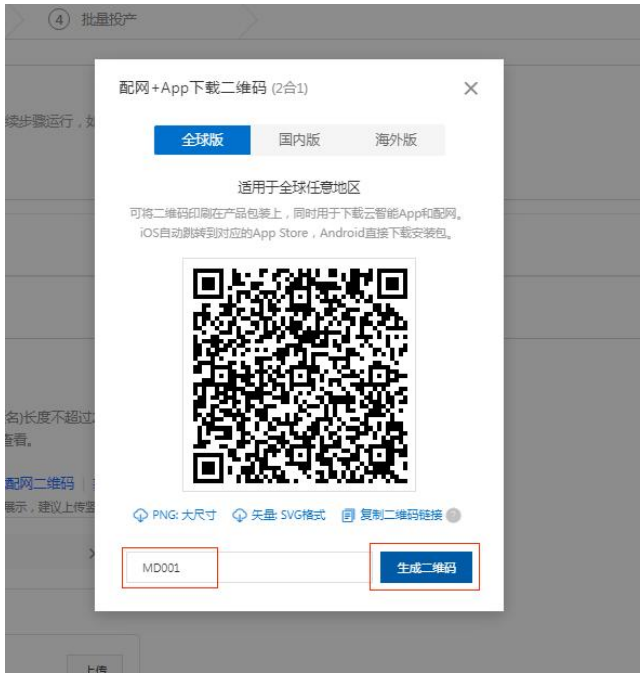 4 批量投产
配网+App下载二维码 (2合1)
续步骤运行，如
全球版 国内版 海外版
适用于全球任意地区
可将二维码印刷在产品包装上，同时用于下载云智能App和配网。
iOS自动跳转到对应的App Store，Android直接下载安装包。
名)长度不超过
查看。
配网二维码
展示，建议上传竖
PNG: 大尺寸 矢量: SVG格式 复制二维码链接 ?
MD001 生成二维码
上传